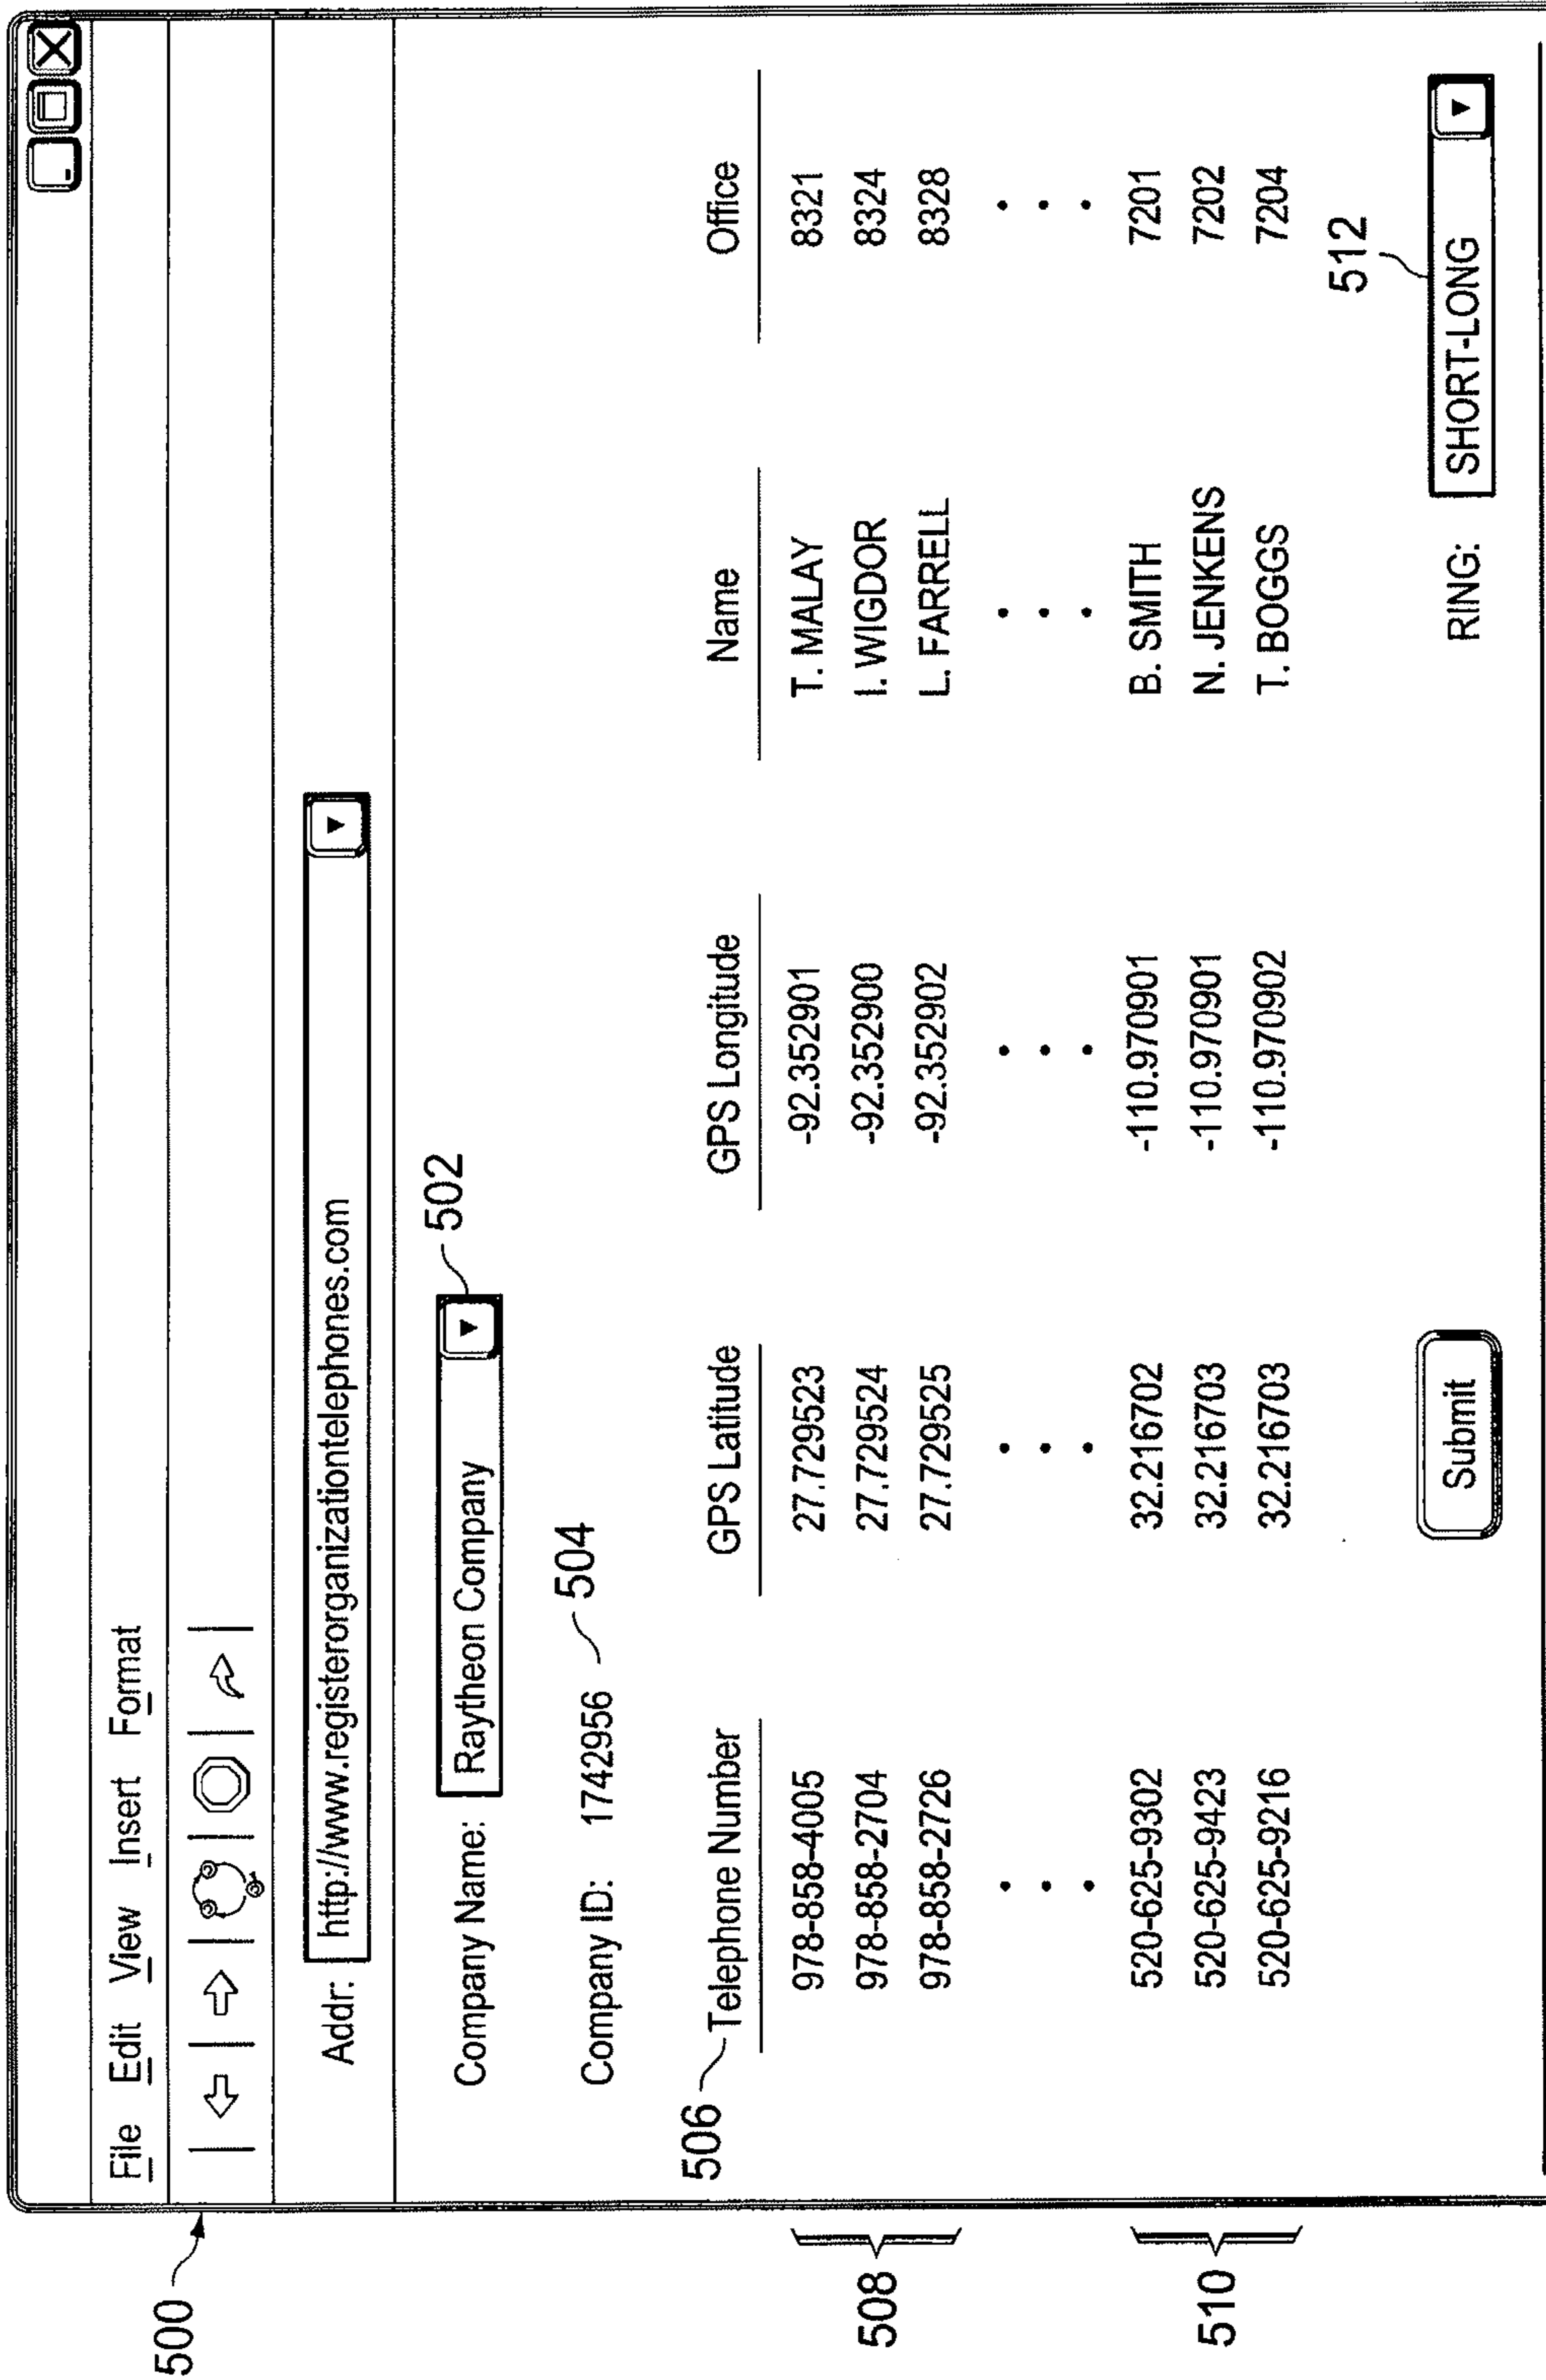 500
File Edit View Insert Format
Addr: http://www.registerorganizationtelephones.com
Company Name: Raytheon Company 502
Company ID: 1742956 504
506 Telephone Number GPS Latitude GPS Longitude Name Office
978-858-4005 27.729523 -92.352901 T. MALAY 8321
508 978-858-2704 27.729524 -92.352900 I. WIGDOR 8324
978-858-2726 27.729525 -92.352902 L. FARRELL 8328
520-625-9302 32.216702 -110.970901 B. SMITH 7201
510 520-625-9423 32.216703 -110.970901 N. JENKENS 7202
520-625-9216 32.216703 -110.970902 T. BOGGS 7204
512
Submit RING: SHORT-LONG